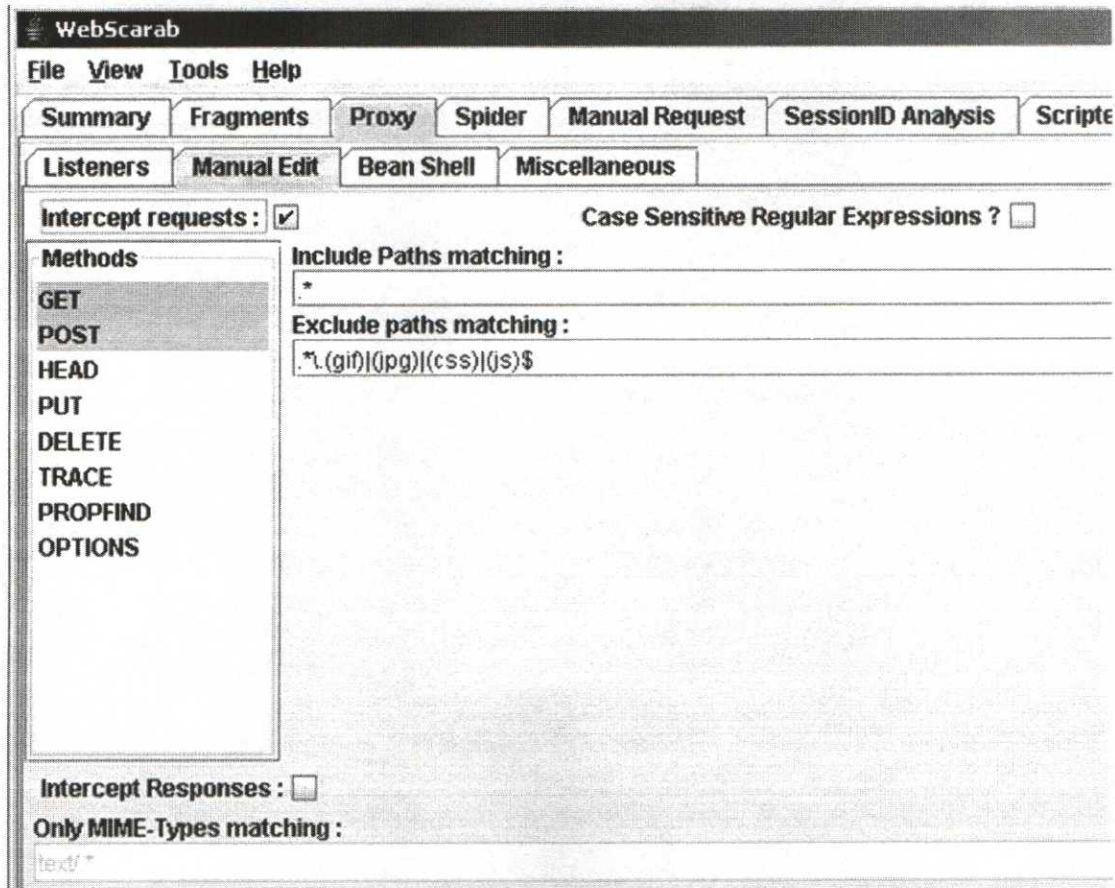 WebScarab
File View Tools Help
Summary Fragments Proxy Spider Manual Request SessionID Analysis Scripte
Listeners Manual Edit Bean Shell Miscellaneous
Intercept requests : Case Sensitive Regular Expressions ?
Methods
GET
POST
HEAD
PUT
DELETE
TRACE
PROPFIND
OPTIONS
Include Paths matching :
.*
Exclude paths matching :
.*\.(gif)|(jpg)|(css)|(js)$
Intercept Responses :
Only MIME-Types matching :
text/.*